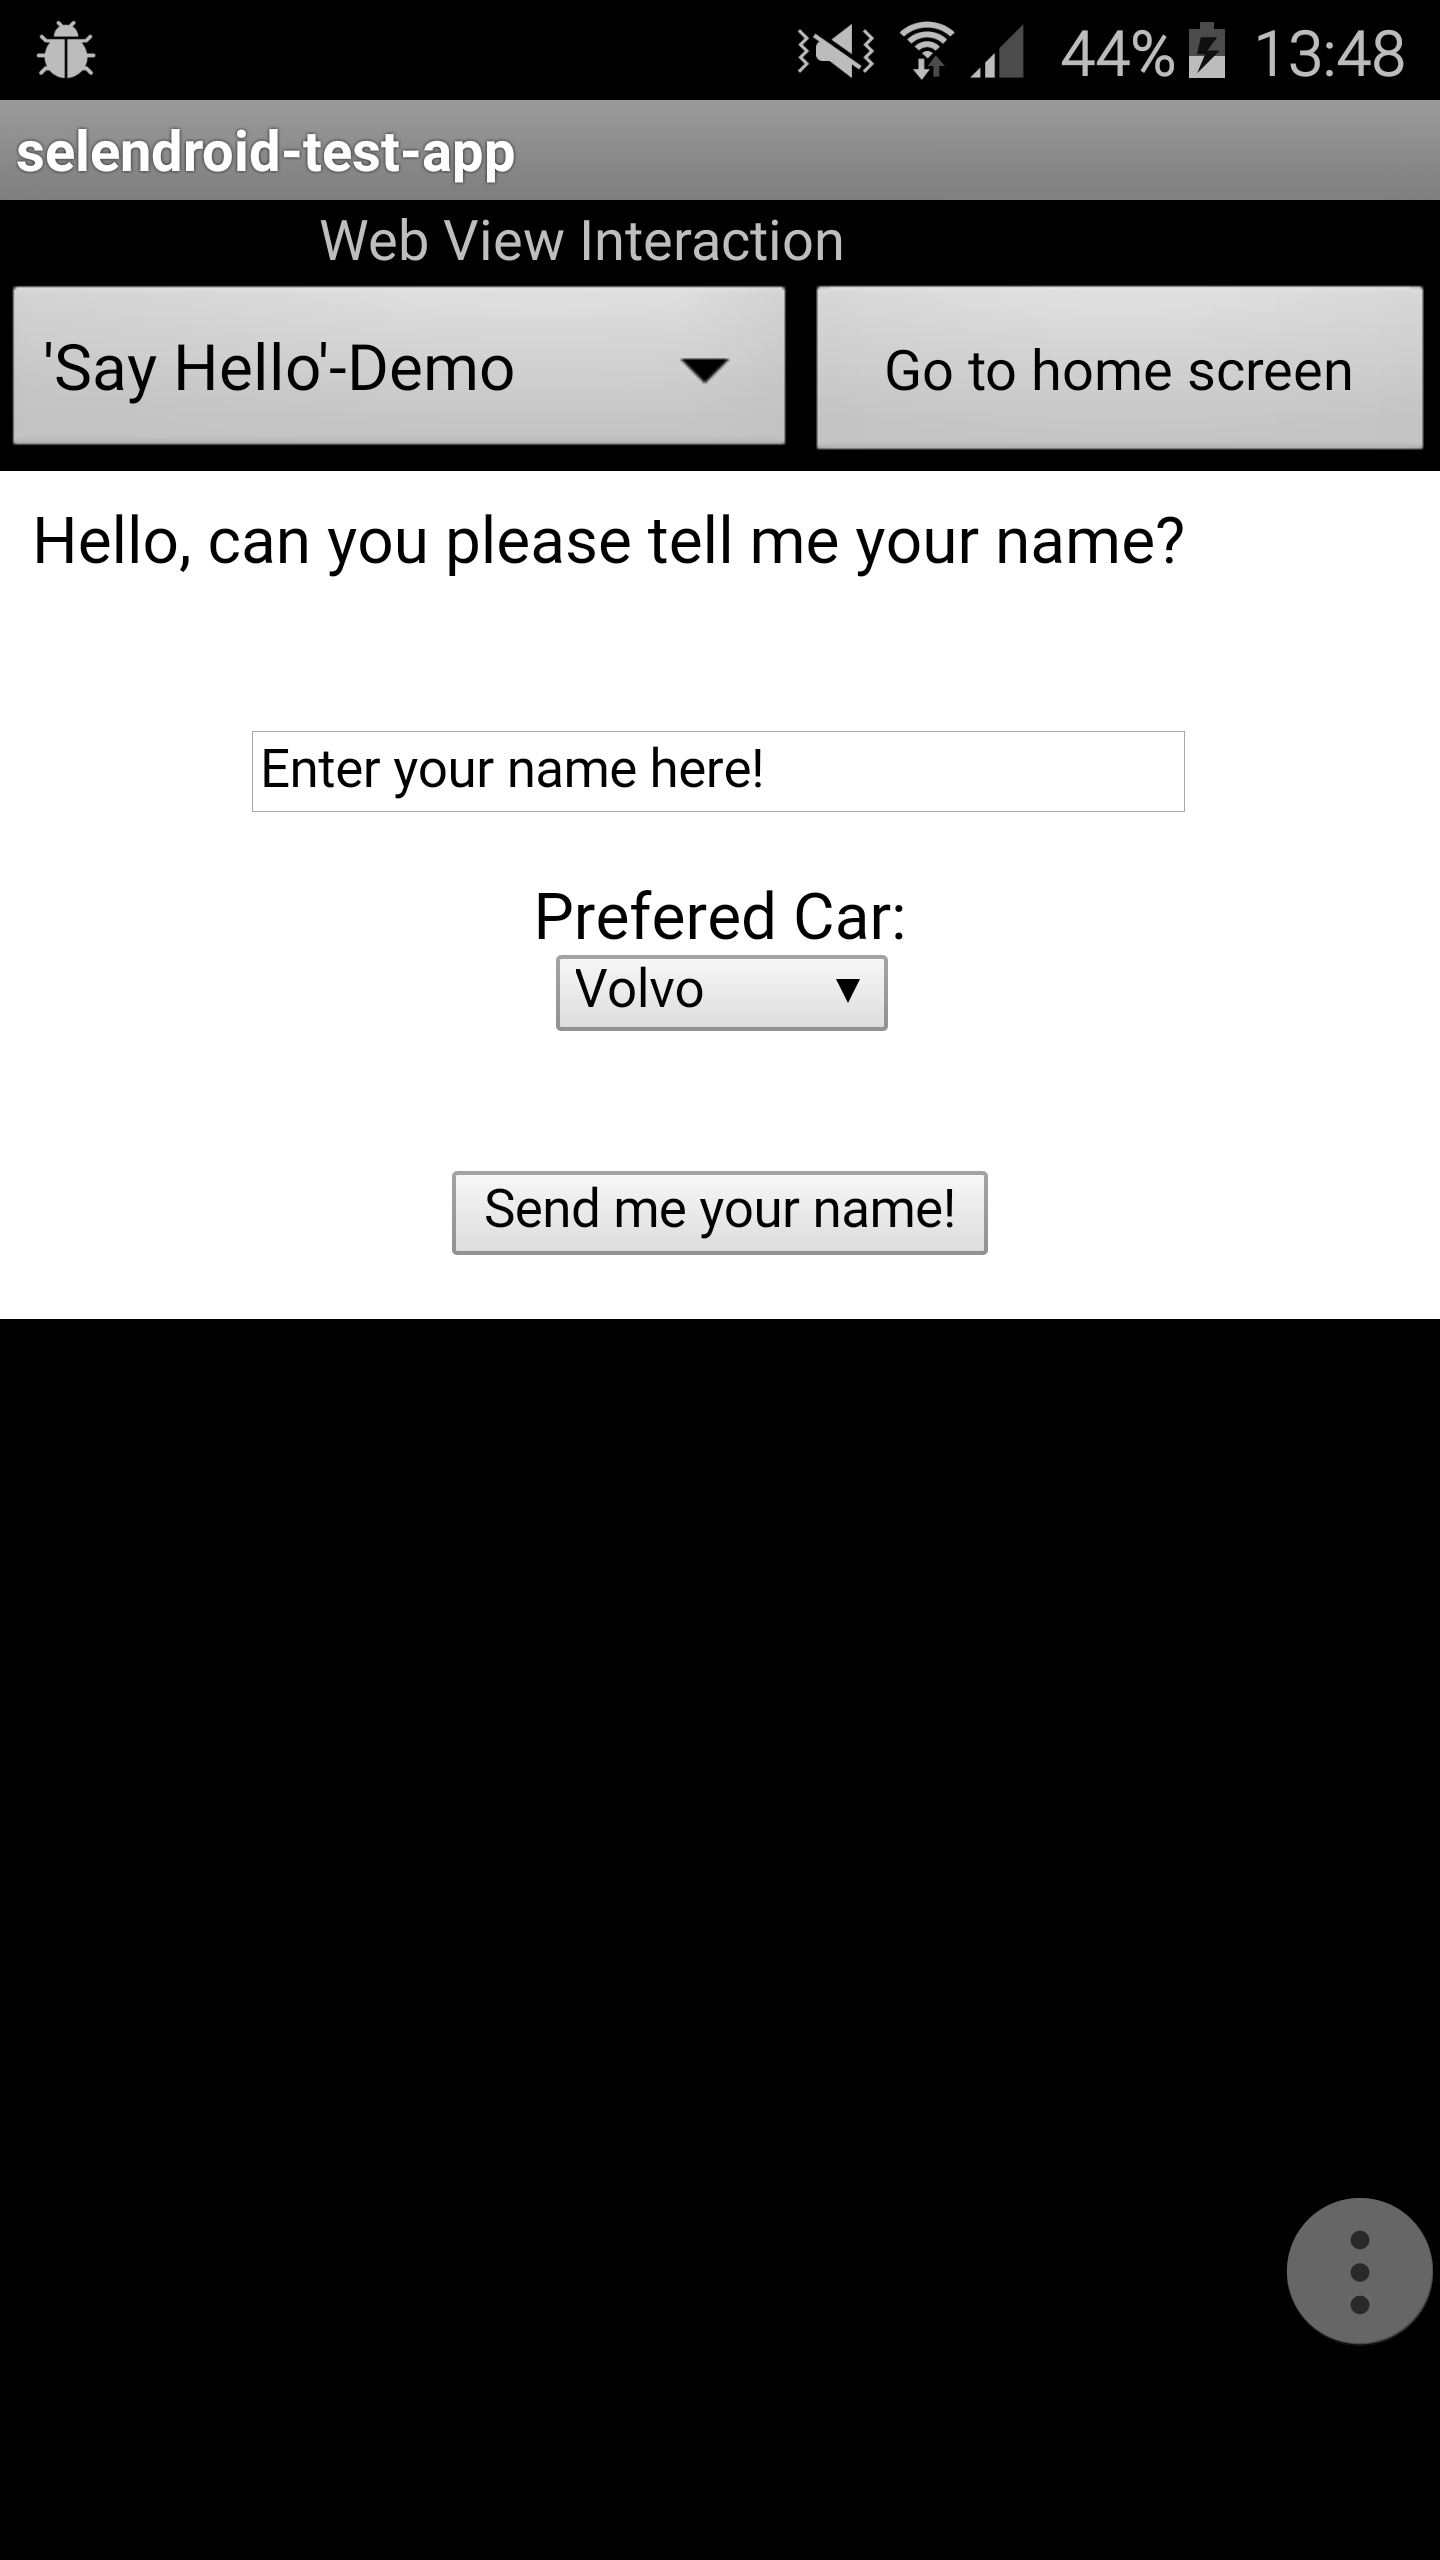 44% 13:48
selendroid-test-app
Web View Interaction
'Say Hello'-Demo
Go to home screen
Hello, can you please tell me your name?
Enter your name here!
Prefered Car:
Volvo
Send me your name!